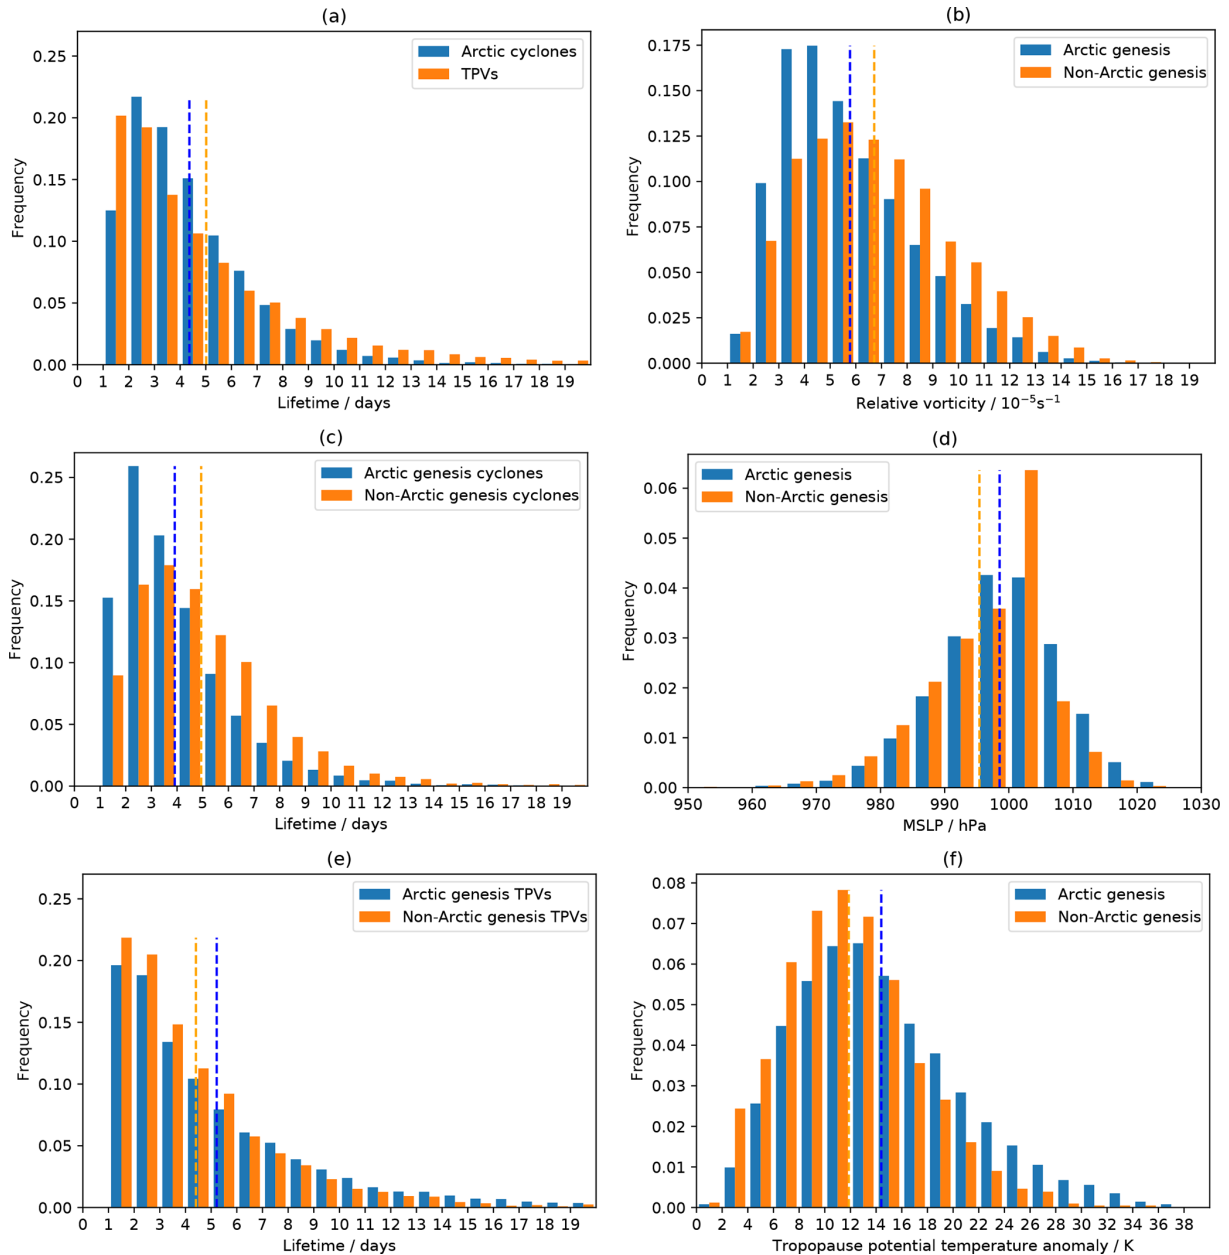 (a)
0.25
0.20
0.15
0.10
0.05
0.00
Frequency
Arctic cyclones
TPVs
0 1 2 3 4 5 6 7 8 9 10 11 12 13 14 15 16 17 18 19
Lifetime / days
(b)
0.175
0.150
0.125
0.100
0.075
0.050
0.025
0.000
Frequency
Arctic genesis
Non-Arctic genesis
0 1 2 3 4 5 6 7 8 9 10 11 12 13 14 15 16 17 18 19
Relative vorticity / 10⁻⁵s⁻¹
(c)
0.25
0.20
0.15
0.10
0.05
0.00
Frequency
Arctic genesis cyclones
Non-Arctic genesis cyclones
0 1 2 3 4 5 6 7 8 9 10 11 12 13 14 15 16 17 18 19
Lifetime / days
(d)
0.06
0.05
0.04
0.03
0.02
0.01
0.00
Frequency
Arctic genesis
Non-Arctic genesis
950 960 970 980 990 1000 1010 1020 1030
MSLP / hPa
(e)
0.25
0.20
0.15
0.10
0.05
0.00
Frequency
Arctic genesis TPVs
Non-Arctic genesis TPVs
0 1 2 3 4 5 6 7 8 9 10 11 12 13 14 15 16 17 18 19
Lifetime / days
(f)
0.08
0.07
0.06
0.05
0.04
0.03
0.02
0.01
0.00
Frequency
Arctic genesis
Non-Arctic genesis
0 2 4 6 8 10 12 14 16 20 22 24 26 28 30 32 34 36 38
Tropopause potential temperature anomaly / K